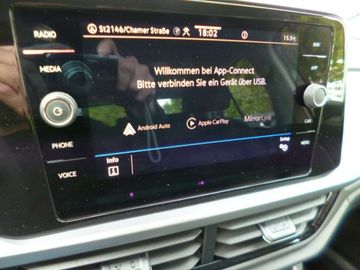 RADIO
St2146/Chamer Straße
18:02
15.5°C
NAV
MEDIA
Willkommen bei App-Connect
Bitte verbinden Sie ein Gerät über USB.
CAR
Android Auto
Apple CarPlay
MirrorLink
PHONE
Info
Setup
MENU
VOICE